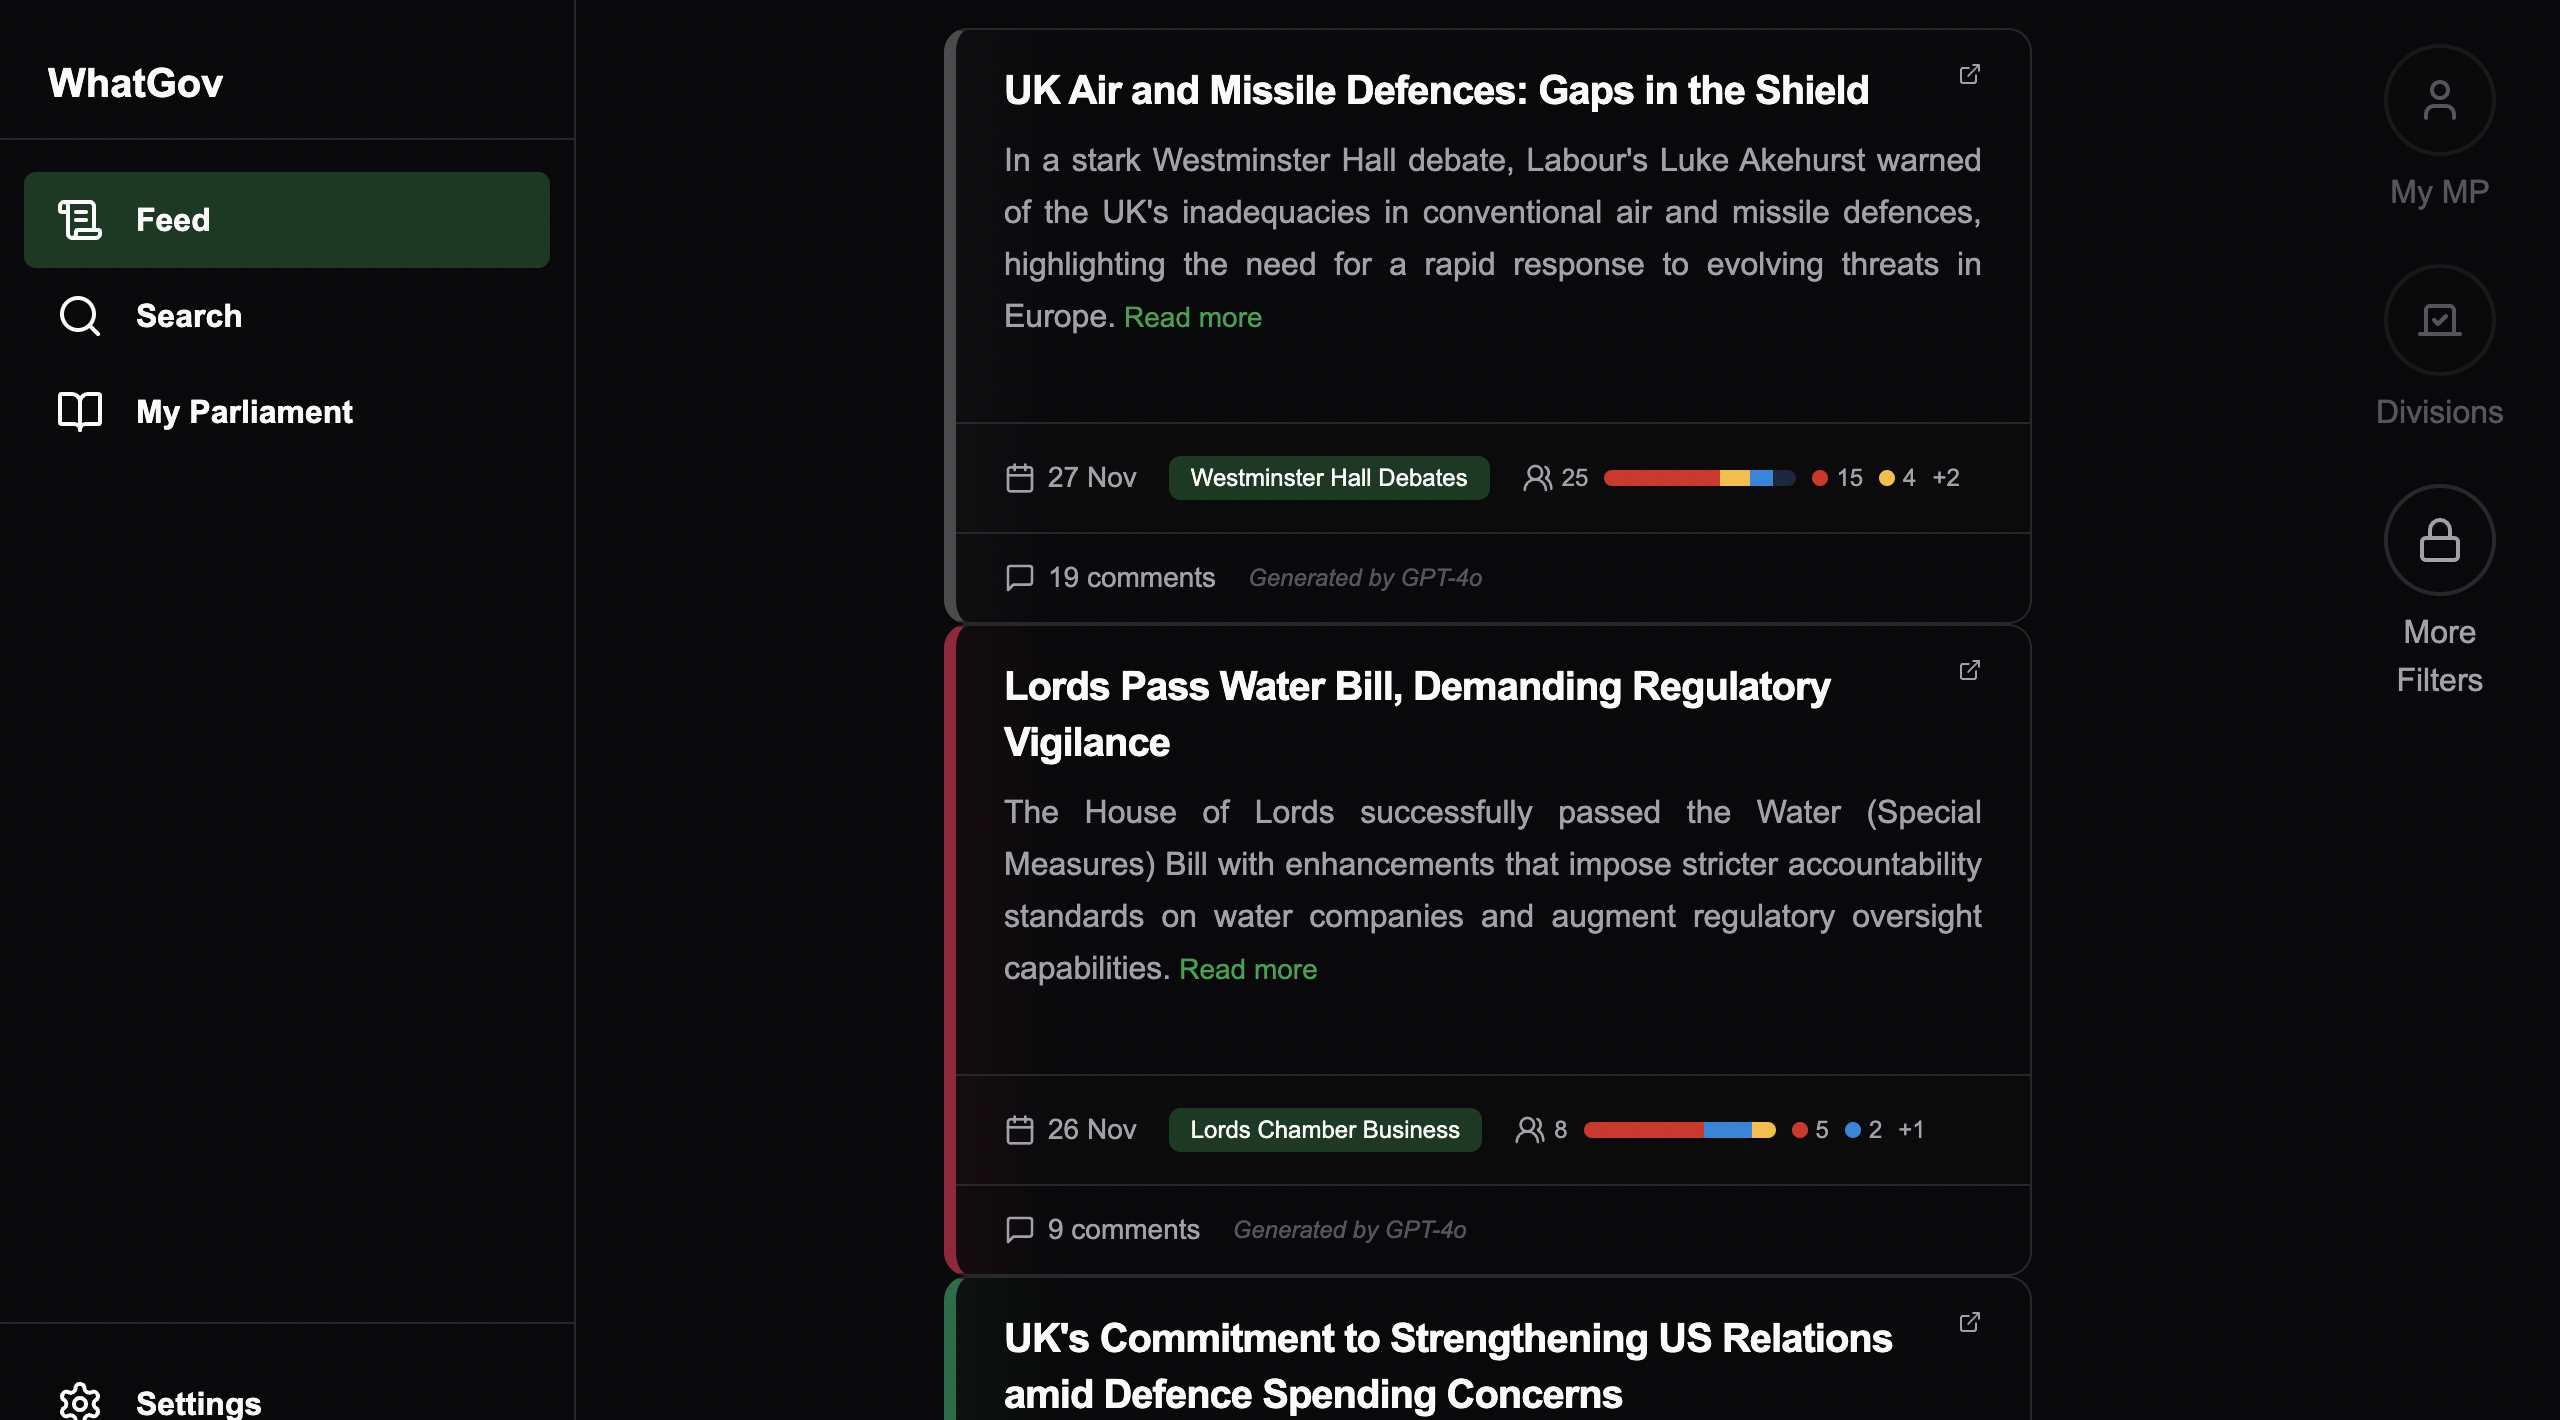 WhatGov
Feed
Search
My Parliament
Settings
UK Air and Missile Defences: Gaps in the Shield
In a stark Westminster Hall debate, Labour's Luke Akehurst warned
of the UK's inadequacies in conventional air and missile defences,
highlighting the need for a rapid response to evolving threats in
Europe. Read more
27 Nov Westminster Hall Debates 25 15 4 +2
19 comments Generated by GPT-4o
Lords Pass Water Bill, Demanding Regulatory
Vigilance
The House of Lords successfully passed the Water (Special
Measures) Bill with enhancements that impose stricter accountability
standards on water companies and augment regulatory oversight
capabilities. Read more
26 Nov Lords Chamber Business 8 5 2 +1
9 comments Generated by GPT-4o
UK's Commitment to Strengthening US Relations
amid Defence Spending Concerns
My MP
Divisions
More
Filters